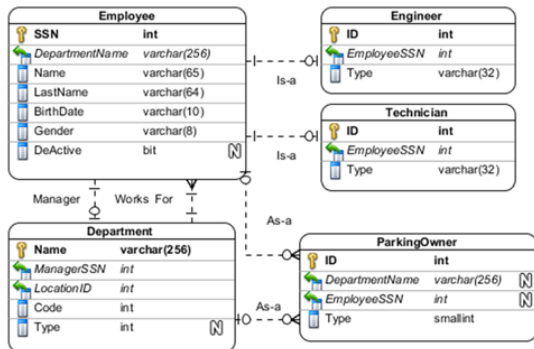 Employee
SSN int
DepartmentName varchar(256)
Name varchar(65)
LastName varchar(64)
BirthDate varchar(10)
Gender varchar(8)
DeActive bit N
Engineer
ID int
EmployeeSSN int
Type varchar(32)
Is-a
Technician
ID int
EmployeeSSN int
Type varchar(32)
Is-a
Manager Works For
Department
Name varchar(256)
ManagerSSN int
LocationID int
Code int
Type int N
As-a
As-a
ParkingOwner
ID int
DepartmentName varchar(256) N
EmployeeSSN int N
Type smallint